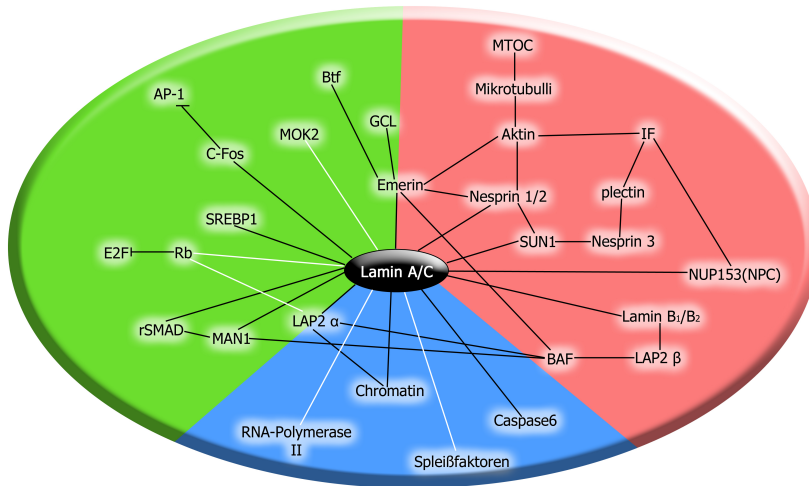 MTOC
Btf
Mikrotubulli
AP-1
GCL
MOK2
Aktin
IF
C-Fos
Emerin
Nesprin 1/2
plectin
SREBP1
SUN1
Nesprin 3
E2F
Rb
Lamin A/C
NUP153(NPC)
LAP2 α
Lamin B₁/B₂
rSMAD
MAN1
BAF
LAP2 β
Chromatin
Caspase6
RNA-Polymerase
II
Spleißfaktoren